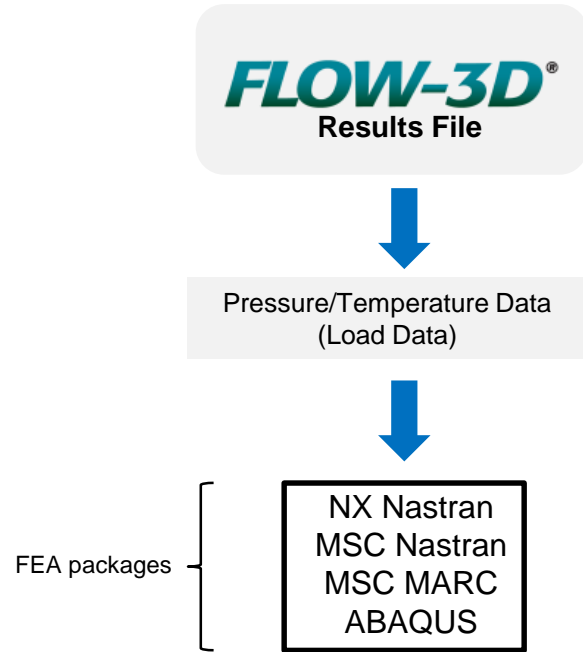 FLOW-3D®
Results File
Pressure/Temperature Data
(Load Data)
FEA packages
NX Nastran
MSC Nastran
MSC MARC
ABAQUS